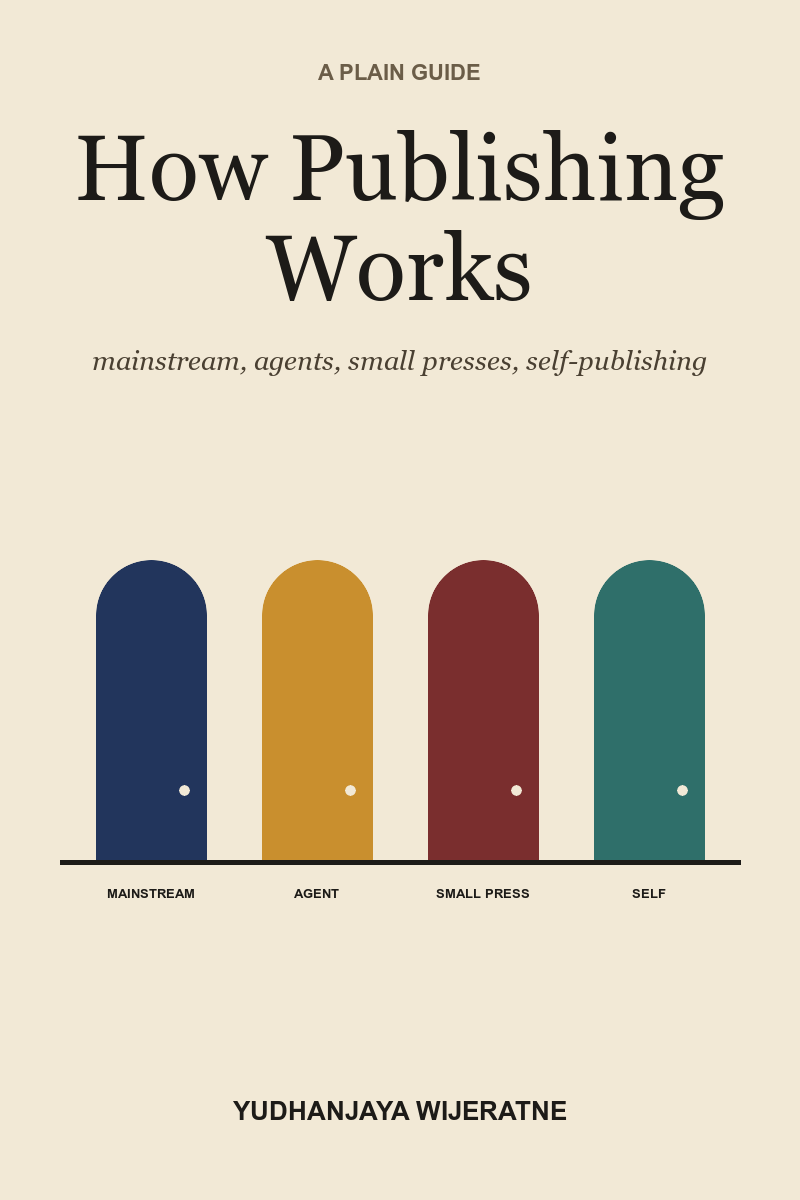 A PLAIN GUIDE
How Publishing
Works
mainstream, agents, small presses, self-publishing
MAINSTREAM
AGENT
SMALL PRESS
SELF
YUDHANJAYA WIJERATNE